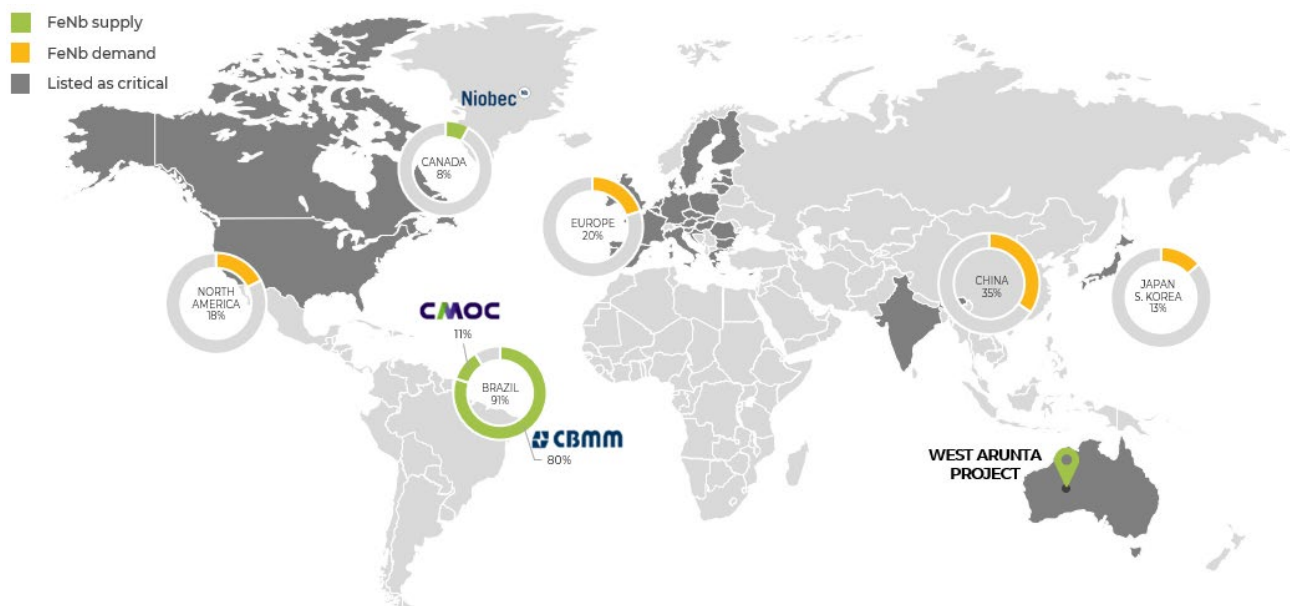 FeNb supply
FeNb demand
Listed as critical
Niobec
CANADA
8%
EUROPE
20%
NORTH
AMERICA
18%
CHINA
35%
JAPAN
S. KOREA
13%
CMOC
11%
BRAZIL
91%
CBMM
80%
WEST ARUNTA
PROJECT